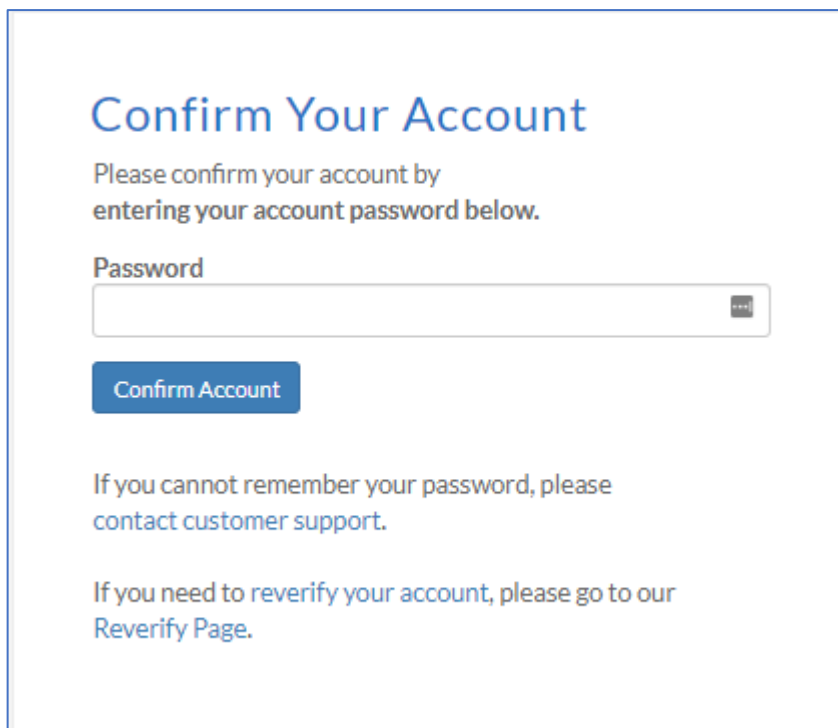 Confirm Your Account
Please confirm your account by
entering your account password below.
Password
Confirm Account
If you cannot remember your password, please
contact customer support.
If you need to reverify your account, please go to our
Reverify Page.